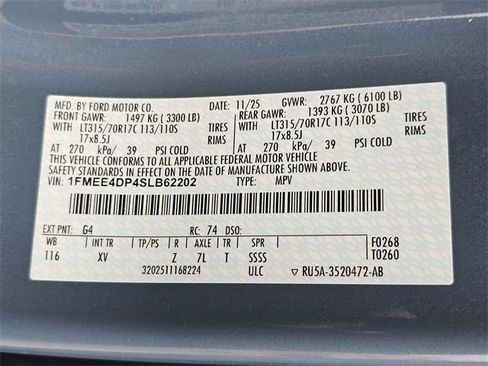 MFD. BY FORD MOTOR CO. DATE: 11/25 GVWR: 2767 KG (6100 LB)
FRONT GAWR: 1497 KG (3300 LB) REAR GAWR: 1393 KG (3070 LB)
WITH LT315/70R17C 113/110S TIRES WITH LT315/70R17C 113/110S TIRES
17x8.5J RIMS 17x8.5J RIMS
AT 270 kPa/ 39 PSI COLD AT 270 kPa/ 39 PSI COLD
THIS VEHICLE CONFORMS TO ALL APPLICABLE FEDERAL MOTOR VEHICLE
SAFETY STANDARDS IN EFFECT ON THE DATE OF MANUFACTURE SHOWN ABOVE.
VIN: 1FMEE4DP4SLB62202 TYPE: MPV
EXT PNT: G4 RC: 74 DSO:
WB INT TR TP/PS R AXLE TR SPR F0268
116 XV Z 7L T SSSS T0260
3202511168224 ULC RU5A-3520472-AB